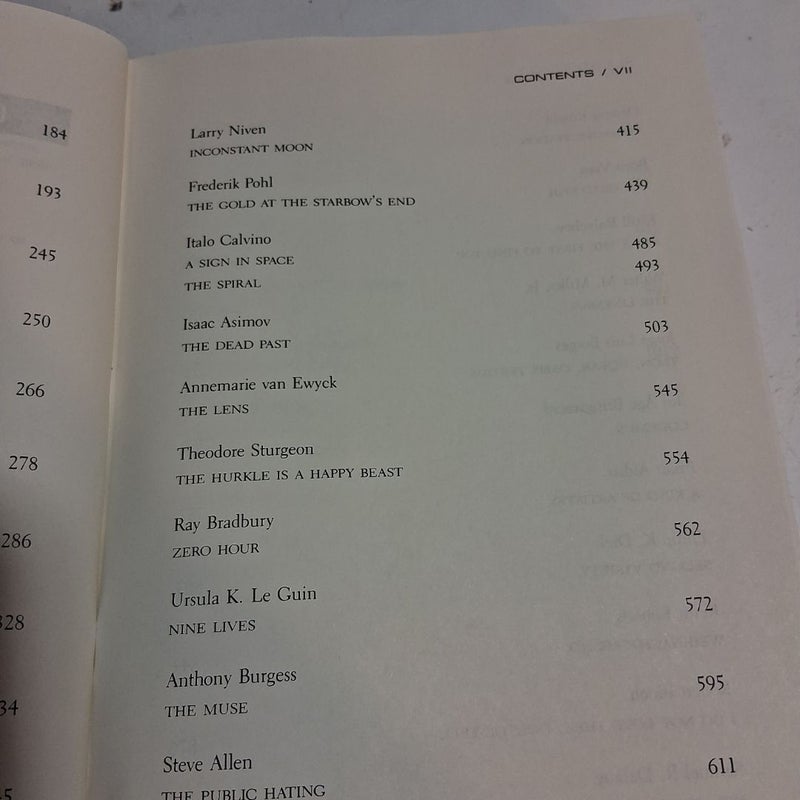 184
193
245
250
266
278
286
328
34
5
CONTENTS / VII
Larry Niven 415
INCONSTANT MOON
Frederik Pohl 439
THE GOLD AT THE STARBOW'S END
Italo Calvino
A SIGN IN SPACE 485
THE SPIRAL 493
Isaac Asimov 503
THE DEAD PAST
Annemarie van Ewyck 545
THE LENS
Theodore Sturgeon 554
THE HURKLE IS A HAPPY BEAST
Ray Bradbury 562
ZERO HOUR
Ursula K. Le Guin 572
NINE LIVES
Anthony Burgess 595
THE MUSE
Steve Allen 611
THE PUBLIC HATING